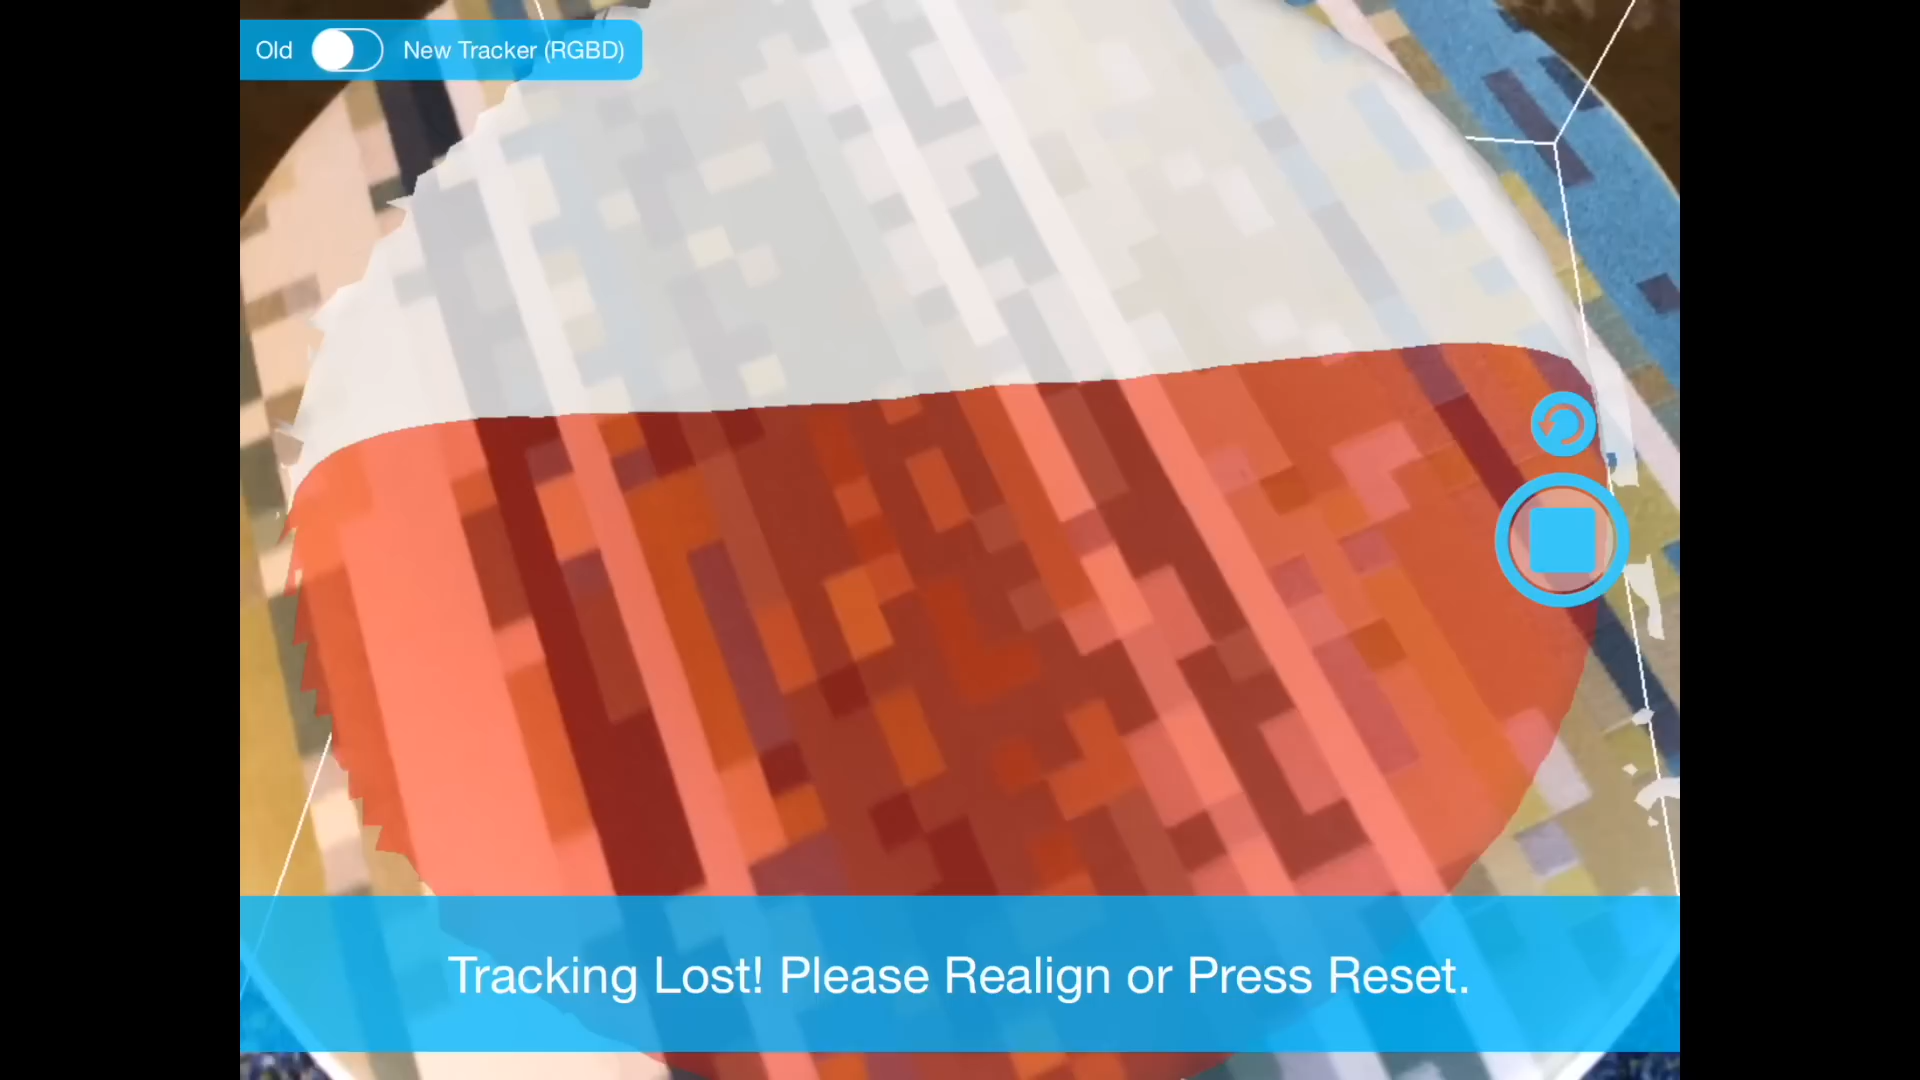 Old New Tracker (RGBD)
Tracking Lost! Please Realign or Press Reset.